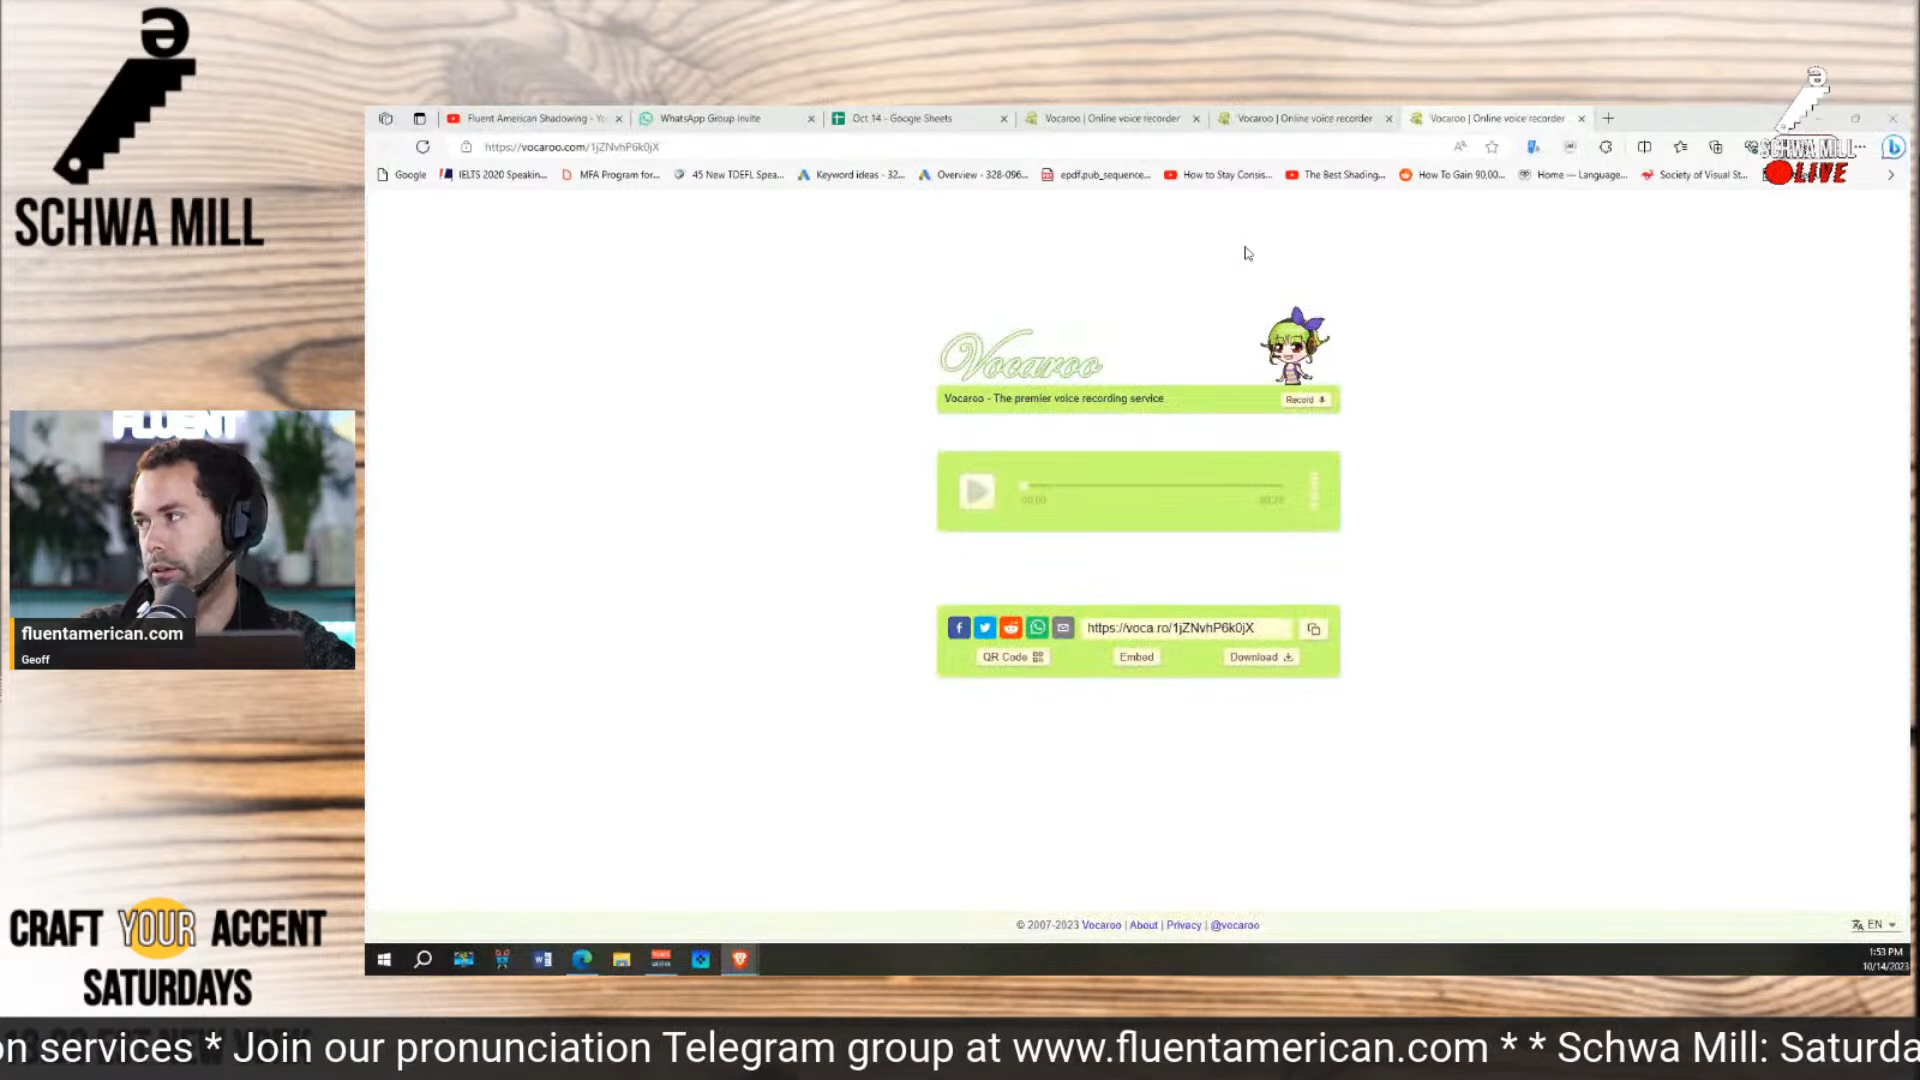 ə
SCHWA MILL
Fluent American Shadowing - Yo
WhatsApp Group Invite
Oct 14 - Google Sheets
Vocaroo | Online voice recorder
Vocaroo | Online voice recorder
Vocaroo | Online voice recorder
https://vocaroo.com/1jZNvhP6k0jX
SCHWA MILL
LIVE
Google
IELTS 2020 Speakin...
MFA Program for...
45 New TOEFL Spea...
Keyword ideas - 32...
Overview - 328-096...
epdf.pub_sequence...
How to Stay Consis...
The Best Shading...
How To Gain 90,00...
Home — Language...
Society of Visual St...
Vocaroo
Vocaroo - The premier voice recording service
Record
00:00
FLUENT
fluentamerican.com
Geoff
https://voca.ro/1jZNvhP6k0jX
QR Code
Embed
Download
CRAFT YOUR ACCENT
SATURDAYS
© 2007-2023 Vocaroo | About | Privacy | @vocaroo
EN
1:53 PM
10/14/2023
on services * Join our pronunciation Telegram group at www.fluentamerican.com * * Schwa Mill: Saturda